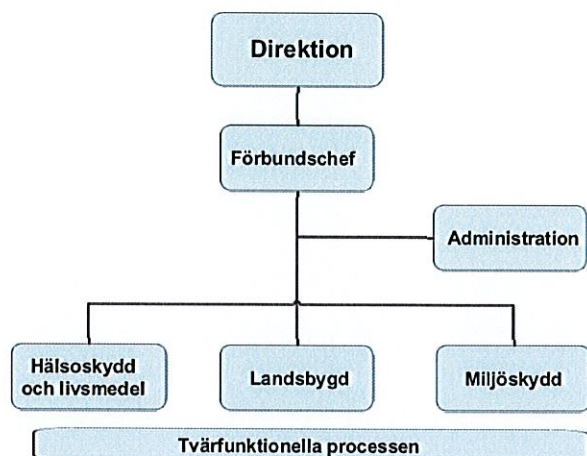 Direktion
Förbundschef
Administration
Hälsoskydd
och livsmedel
Landsbygd
Miljöskydd
Tvärfunktionella processen